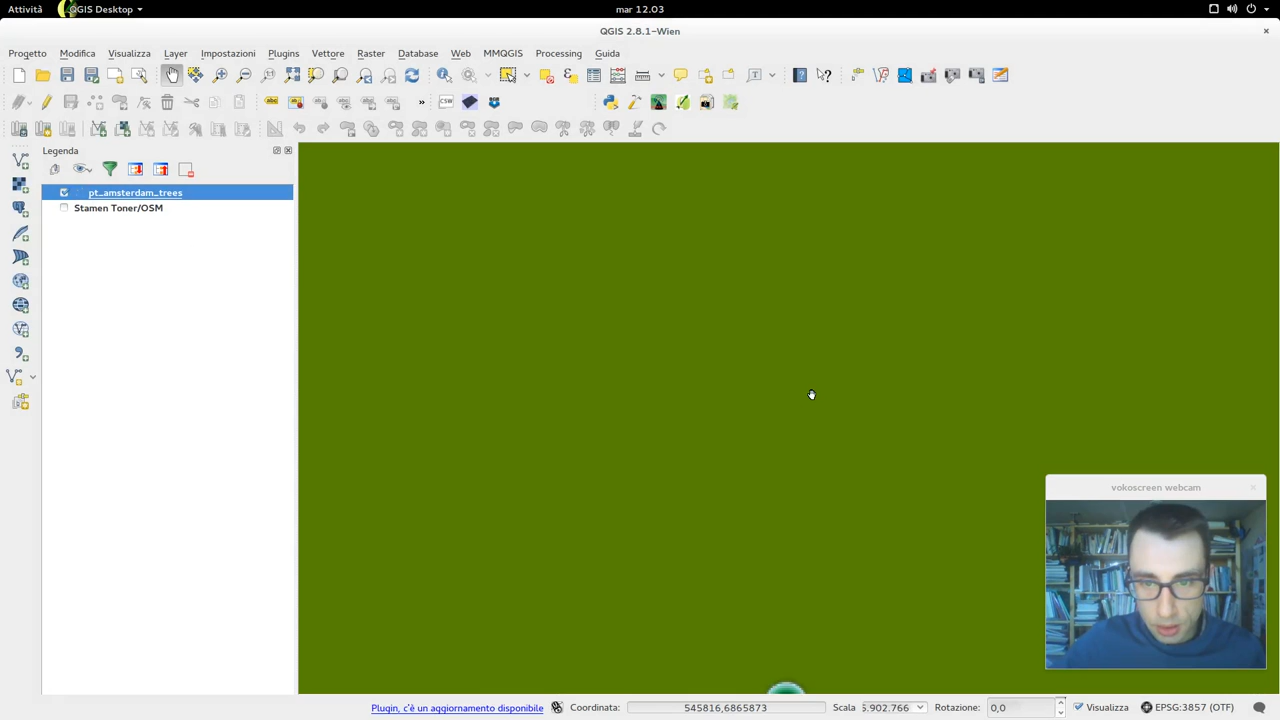 Attività
QGIS Desktop
mar 12.03
QGIS 2.8.1-Wien
Progetto Modifica Visualizza Layer Impostazioni Plugins Vettore Raster Database Web MMQGIS Processing Guida
CSW
Legenda
pt_amsterdam_trees
Stamen Toner/OSM
vokoscreen webcam
Plugin, c'è un aggiornamento disponibile Coordinata: 545816,6865873 Scala 5.902.766 Rotazione: 0,0 Visualizza EPSG:3857 (OTF)